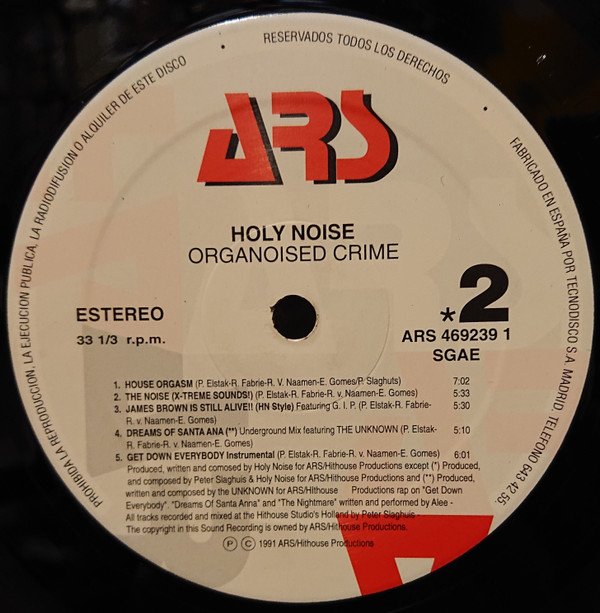 RESERVADOS TODOS LOS DERECHOS
FABRICADO EN ESPAÑA POR TECNODISCO S.A. MADRID. TELEFONO 643 42 55
PROHIBIDA LA REPRODUCCION, LA EJECUCION PUBLICA, LA RADIODIFUSION O ALQUILER DE ESTE DISCO
ARS
HOLY NOISE
ORGANOISED CRIME
ESTEREO
33 1/3 r.p.m.
*2
ARS 469239 1
SGAE
1. HOUSE ORGASM (P. Elstak-R. Fabrie-R. V. Naamen-E. Gomes/P. Slaghuts) 7:02
2. THE NOISE (X-TREME SOUNDS!) (P. Elstak-R. Fabrie-R. v. Naamen-E. Gomes) 5:33
3. JAMES BROWN IS STILL ALIVE!! (HN Style) Featuring G. I. P. (P. Elstak-R. Fabrie- 5:30
R. v. Naamen-E. Gomes)
4. DREAMS OF SANTA ANA (**) Underground Mix featuring THE UNKNOWN (P. Elstak- 5:10
R. Fabrie-R. v. Naamen-E. Gomes)
5. GET DOWN EVERYBODY Instrumental (P. Elstak-R. Fabrie-R. v. Naamen-E. Gomes) 6:01
Produced, written and comosed by Holy Noise for ARS/Hithouse Productions except (*) Produced,
and composed by Peter Slaghuis & Holy Noise for ARS Productions and (**) Produced,
written and composed by the UNKNOWN for ARS/Hithouse Productions rap on "Get Down
Everybody". "Dreams Of Santa Anna" and "The Nightmare" written and performed by Alee -
All tracks recorded and mixed at the Hithouse Studio's Holland by Peter Slaghuis -
The copyright in this Sound Recording is owned by ARS/Hithouse Productions.
Ⓟ Ⓒ 1991 ARS/Hithouse Productions